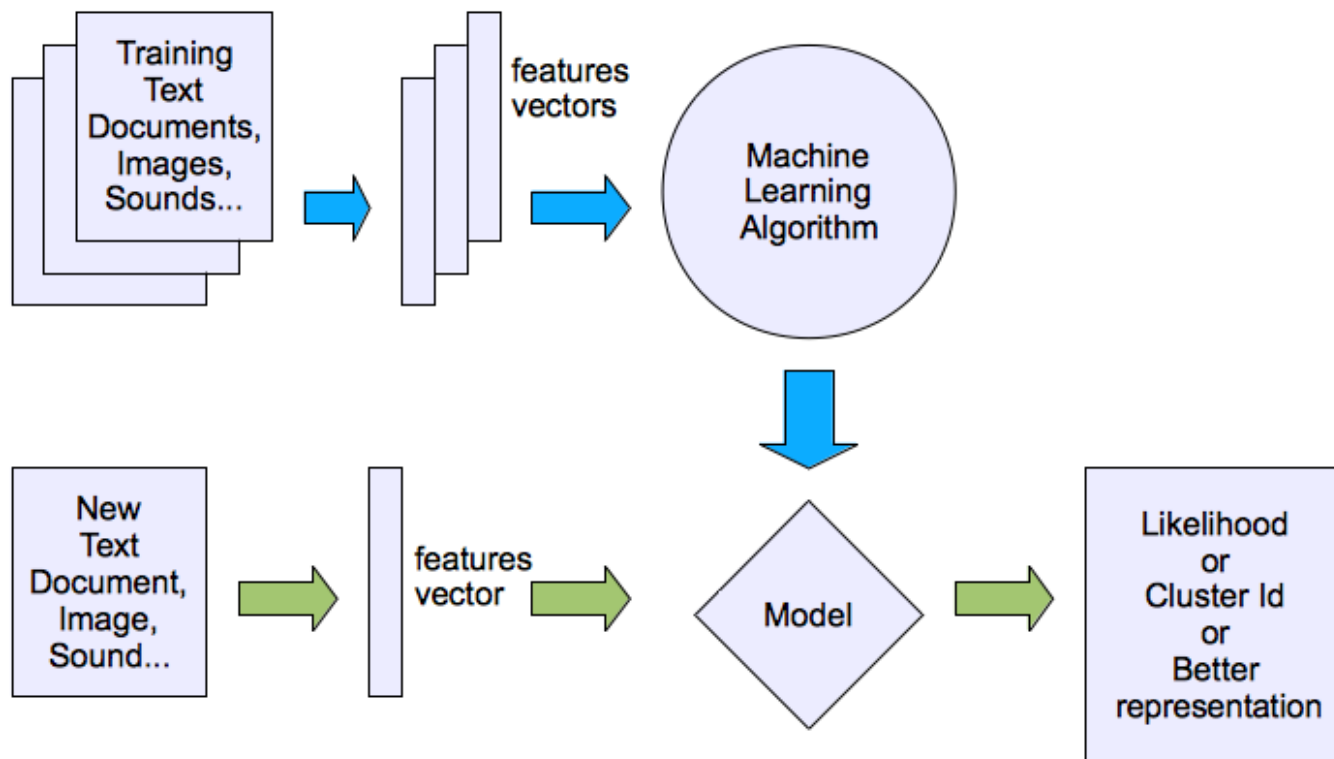 Training
Text
Documents,
Images,
Sounds...
features
vectors
Machine
Learning
Algorithm
New
Text
Document,
Image,
Sound...
features
vector
Model
Likelihood
or
Cluster Id
or
Better
representation